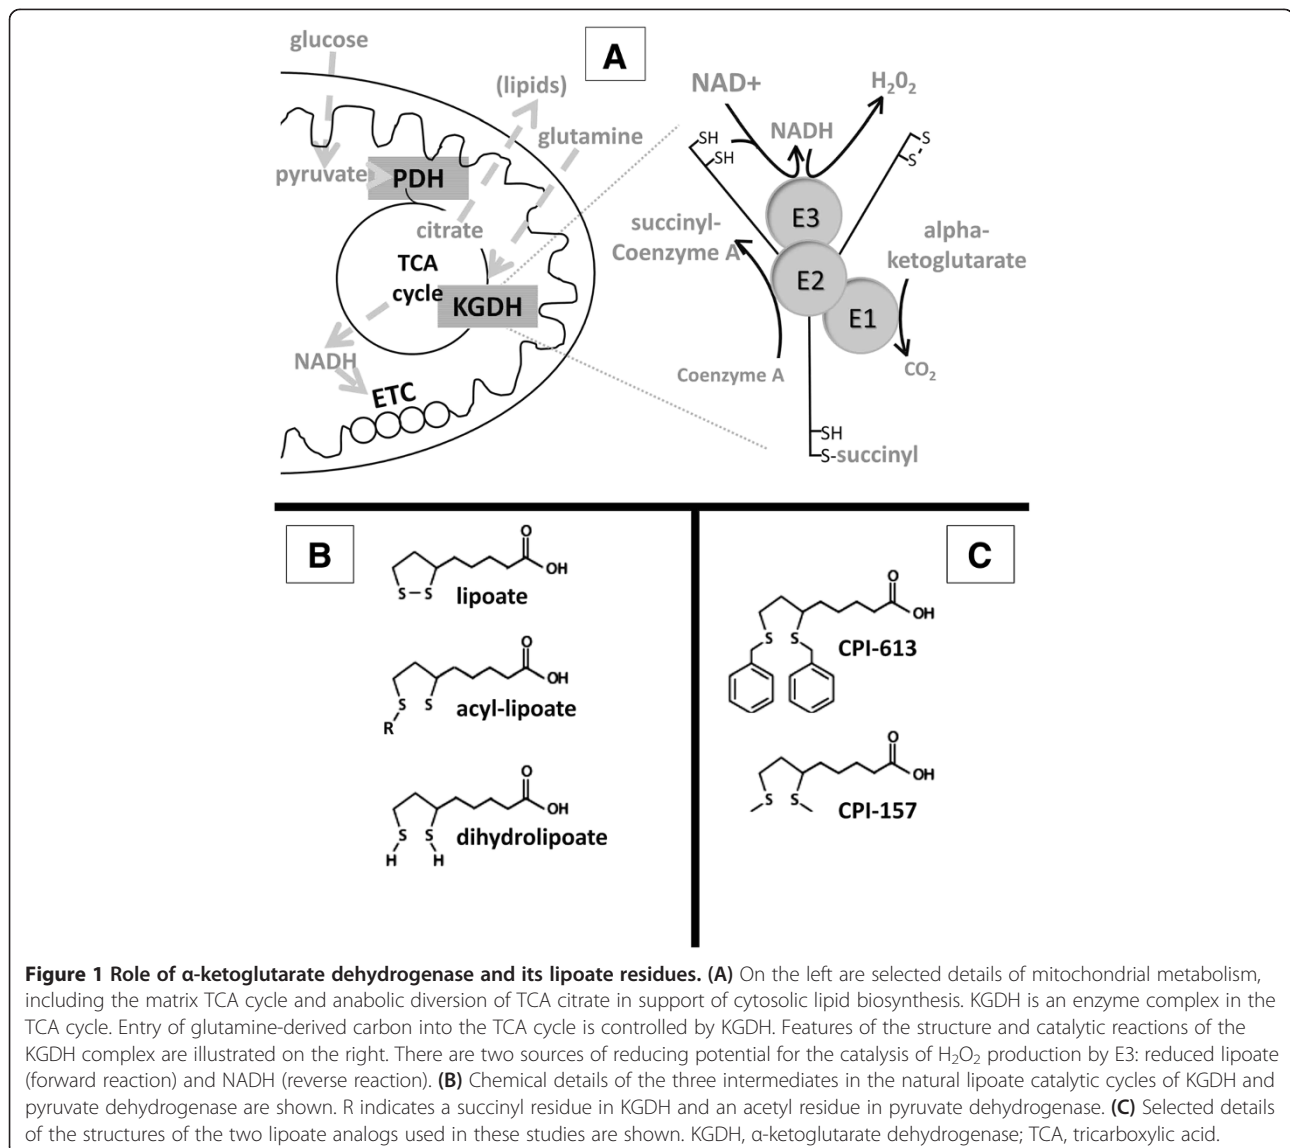 glucose
A
(lipids)
glutamine
pyruvate
PDH
citrate
TCA
cycle
KGDH
NADH
ETC
NAD+
H₂0₂
NADH
SH
SH
S
S
E3
succinyl-
Coenzyme A
E2
alpha-
ketoglutarate
E1
Coenzyme A
CO₂
SH
S-succinyl
B
O
OH
S–S
lipoate
O
OH
S S
R
acyl-lipoate
O
OH
S S
H H
dihydrolipoate
C
O
OH
S S
CPI-613
O
OH
S S
CPI-157
Figure 1 Role of α-ketoglutarate dehydrogenase and its lipoate residues. (A) On the left are selected details of mitochondrial metabolism,
including the matrix TCA cycle and anabolic diversion of TCA citrate in support of cytosolic lipid biosynthesis. KGDH is an enzyme complex in the
TCA cycle. Entry of glutamine-derived carbon into the TCA cycle is controlled by KGDH. Features of the structure and catalytic reactions of the
KGDH complex are illustrated on the right. There are two sources of reducing potential for the catalysis of H₂O₂ production by E3: reduced lipoate
(forward reaction) and NADH (reverse reaction). (B) Chemical details of the three intermediates in the natural lipoate catalytic cycles of KGDH and
pyruvate dehydrogenase are shown. R indicates a succinyl residue in KGDH and an acetyl residue in pyruvate dehydrogenase. (C) Selected details
of the structures of the two lipoate analogs used in these studies are shown. KGDH, α-ketoglutarate dehydrogenase; TCA, tricarboxylic acid.